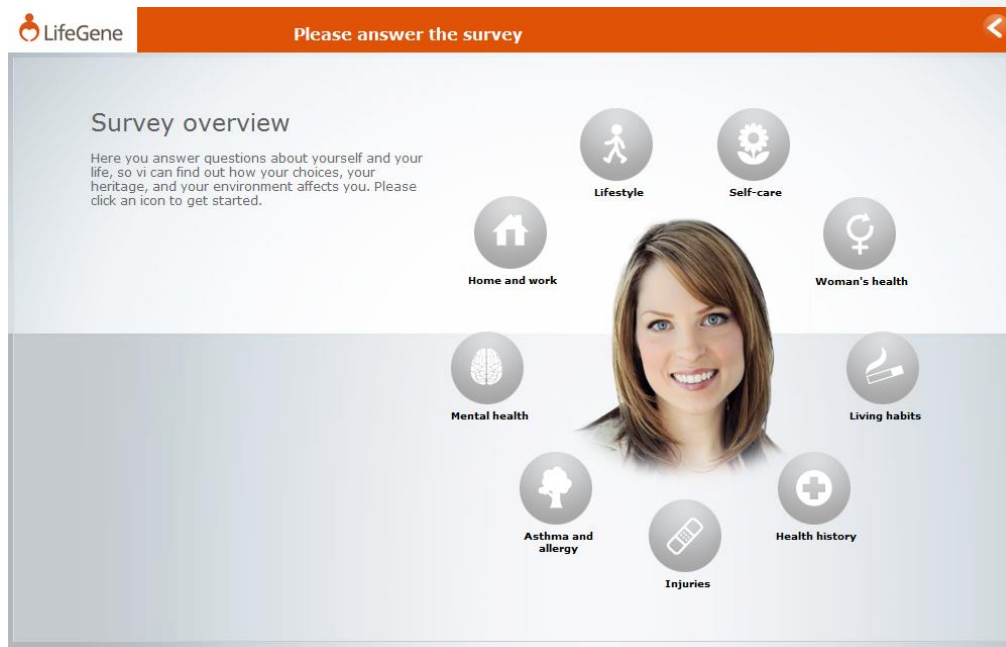 LifeGene
Please answer the survey
Survey overview
Here you answer questions about yourself and your
life, so vi can find out how your choices, your
heritage, and your environment affects you. Please
click an icon to get started.
Lifestyle
Self-care
Home and work
Woman's health
Mental health
Living habits
Asthma and
allergy
Health history
Injuries